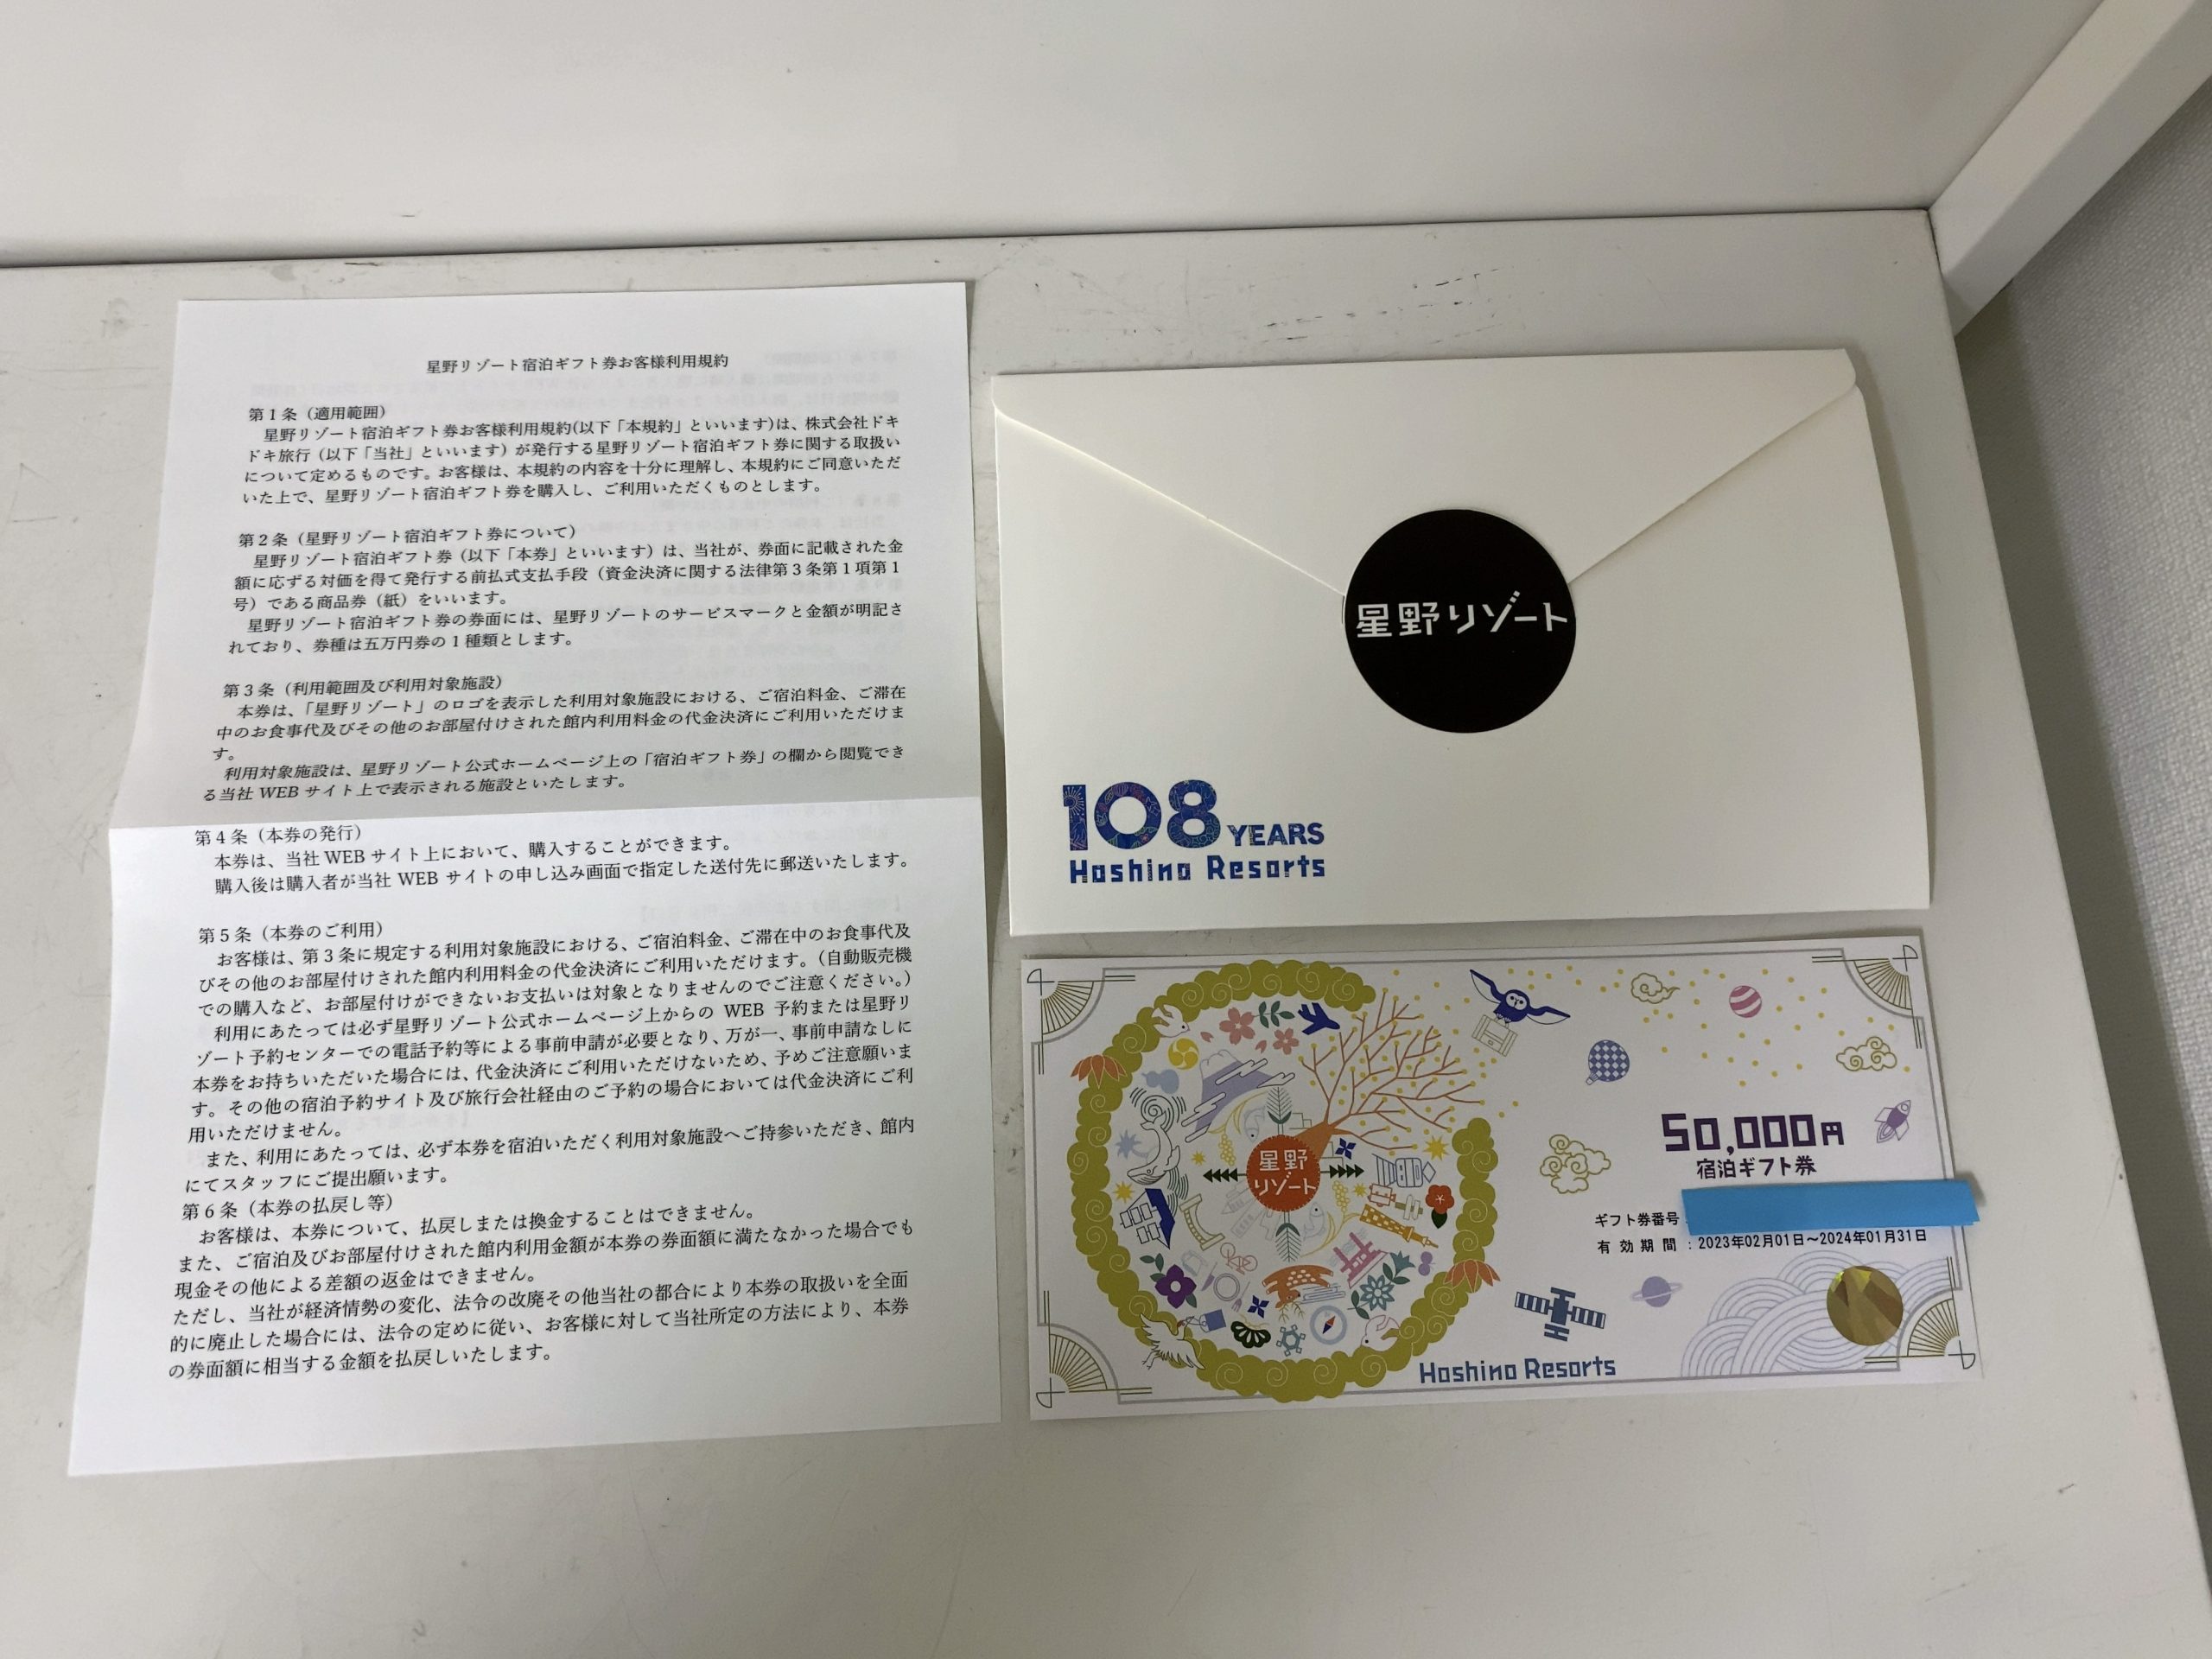 星野リゾート宿泊ギフト券お客様利用規約
第1条（適用範囲）
星野リゾート宿泊ギフト券お客様利用規約(以下「本規約」といいます)は、株式会社ドキ
ドキ旅行（以下「当社」といいます）が発行する星野リゾート宿泊ギフト券に関する取扱い
について定めるものです。お客様は、本規約の内容を十分に理解し、本規約にご同意いただ
いた上で、星野リゾート宿泊ギフト券を購入し、ご利用いただくものとします。
第2条（星野リゾート宿泊ギフト券について）
星野リゾート宿泊ギフト券（以下「本券」といいます）は、当社が、券面に記載された金
額に応ずる対価を得て発行する前払式支払手段（資金決済に関する法律第3条第1項第1
号）である商品券（紙）をいいます。
星野リゾート宿泊ギフト券の券面には、星野リゾートのサービスマークと金額が明記さ
れており、券種は五万円券の1種類とします。
第3条（利用範囲及び利用対象施設）
本券は、「星野リゾート」のロゴを表示した利用対象施設における、ご宿泊料金、ご滞在
中のお食事代及びその他のお部屋付けされた館内利用料金の代金決済にご利用いただけま
す。
利用対象施設は、星野リゾート公式ホームページ上の「宿泊ギフト券」の欄から閲覧でき
る当社 WEB サイト上で表示される施設といたします。
第4条（本券の発行）
本券は、当社 WEB サイト上において、購入することができます。
購入後は購入者が当社 WEB サイトの申し込み画面で指定した送付先に郵送いたします。
第5条（本券のご利用）
お客様は、第3条に規定する利用対象施設における、ご宿泊料金、ご滞在中のお食事代及
びその他のお部屋付けされた館内利用料金の代金決済にご利用いただけます。（自動販売機
での購入など、お部屋付けができないお支払いは対象となりませんのでご注意ください。）
利用にあたっては必ず星野リゾート公式ホームページ上からの WEB 予約または星野リ
ゾート予約センターでの電話予約等による事前申請が必要となり、万が一、事前申請なしに
本券をお持ちいただいた場合には、代金決済にご利用いただけないため、予めご注意願いま
す。その他の宿泊予約サイト及び旅行会社経由のご予約の場合においては代金決済にご利
用いただけません。
また、利用にあたっては、必ず本券を宿泊いただく利用対象施設へご持参いただき、館内
にてスタッフにご提出願います。
第6条（本券の払戻し等）
お客様は、本券について、払戻しまたは換金することはできません。
また、ご宿泊及びお部屋付けされた館内利用金額が本券の券面額に満たなかった場合でも
現金その他による差額の返金はできません。
ただし、当社が経済情勢の変化、法令の改廃その他当社の都合により本券の取扱いを全面
的に廃止した場合には、法令の定めに従い、お客様に対して当社所定の方法により、本券
の券面額に相当する金額を払戻しいたします。
星野リゾート
108 YEARS
Hoshino Resorts
星野
リゾート
50,000円
宿泊ギフト券
ギフト券番号
有効期間：2023年02月01日～2024年01月31日
Hoshino Resorts